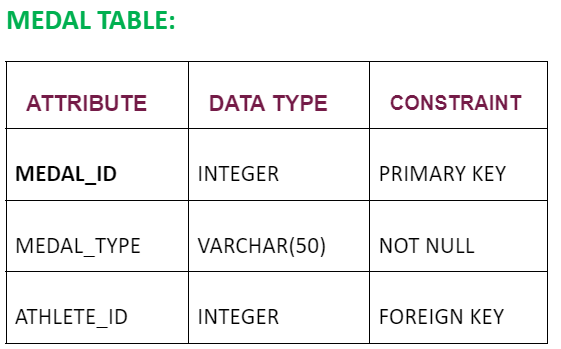 MEDAL TABLE:
ATTRIBUTE DATA TYPE CONSTRAINT
MEDAL_ID INTEGER PRIMARY KEY
MEDAL_TYPE VARCHAR(50) NOT NULL
ATHLETE_ID INTEGER FOREIGN KEY